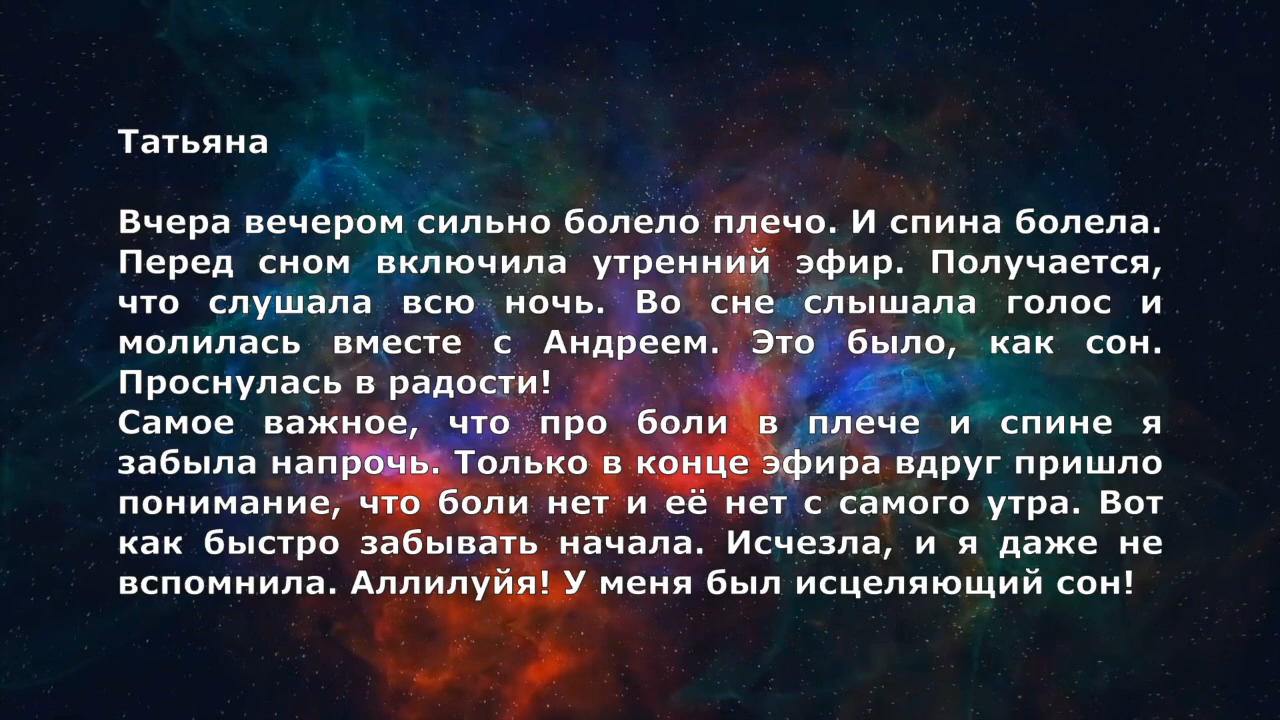 Татьяна
Вчера вечером сильно болело плечо. И спина болела.
Перед сном включила утренний эфир. Получается,
что слушала всю ночь. Во сне слышала голос и
молилась вместе с Андреем. Это было, как сон.
Проснулась в радости!
Самое важное, что про боли в плече и спине я
забыла напрочь. Только в конце эфира вдруг пришло
понимание, что боли нет и её нет с самого утра. Вот
как быстро забывать начала. Исчезла, и я даже не
вспомнила. Аллилуйя! У меня был исцеляющий сон!